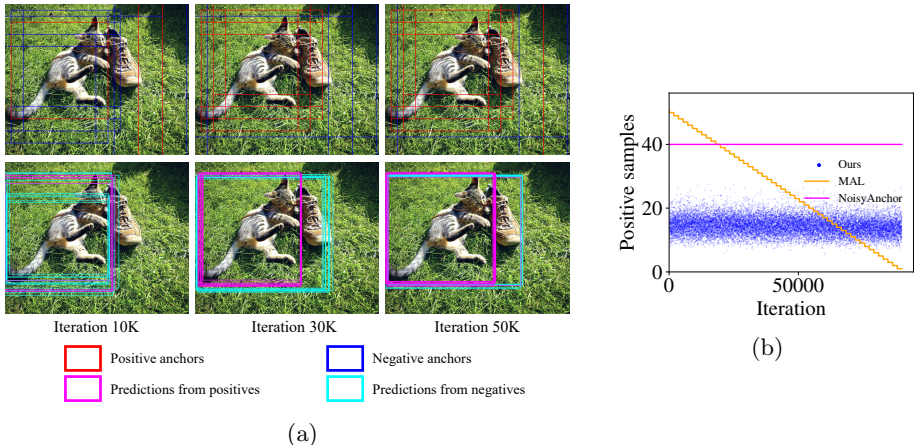 Iteration 10K
Iteration 30K
Iteration 50K
Positive anchors
Negative anchors
Predictions from positives
Predictions from negatives
(a)
Positive samples
40
20
0
Ours
MAL
NoisyAnchor
0
50000
Iteration
(b)